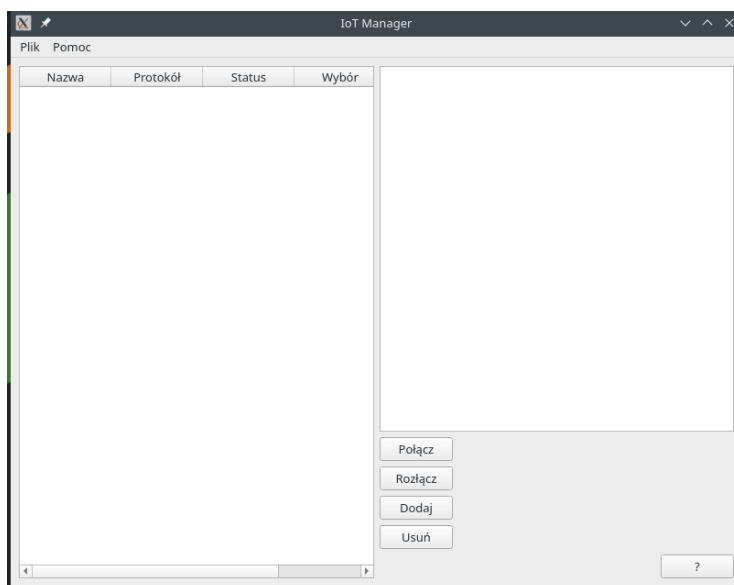 IoT Manager
Plik Pomoc
Nazwa Protokół Status Wybór
Połącz
Rozłącz
Dodaj
Usuń
?